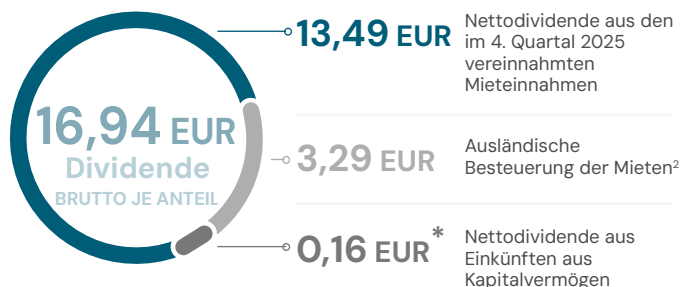 16,94 EUR
Dividende
BRUTTO JE ANTEIL
13,49 EUR
Nettodividende aus den
im 4. Quartal 2025
vereinnahmten
Mieteinnahmen
3,29 EUR
Ausländische
Besteuerung der Mieten²
0,16 EUR*
Nettodividende aus
Einkünften aus
Kapitalvermögen